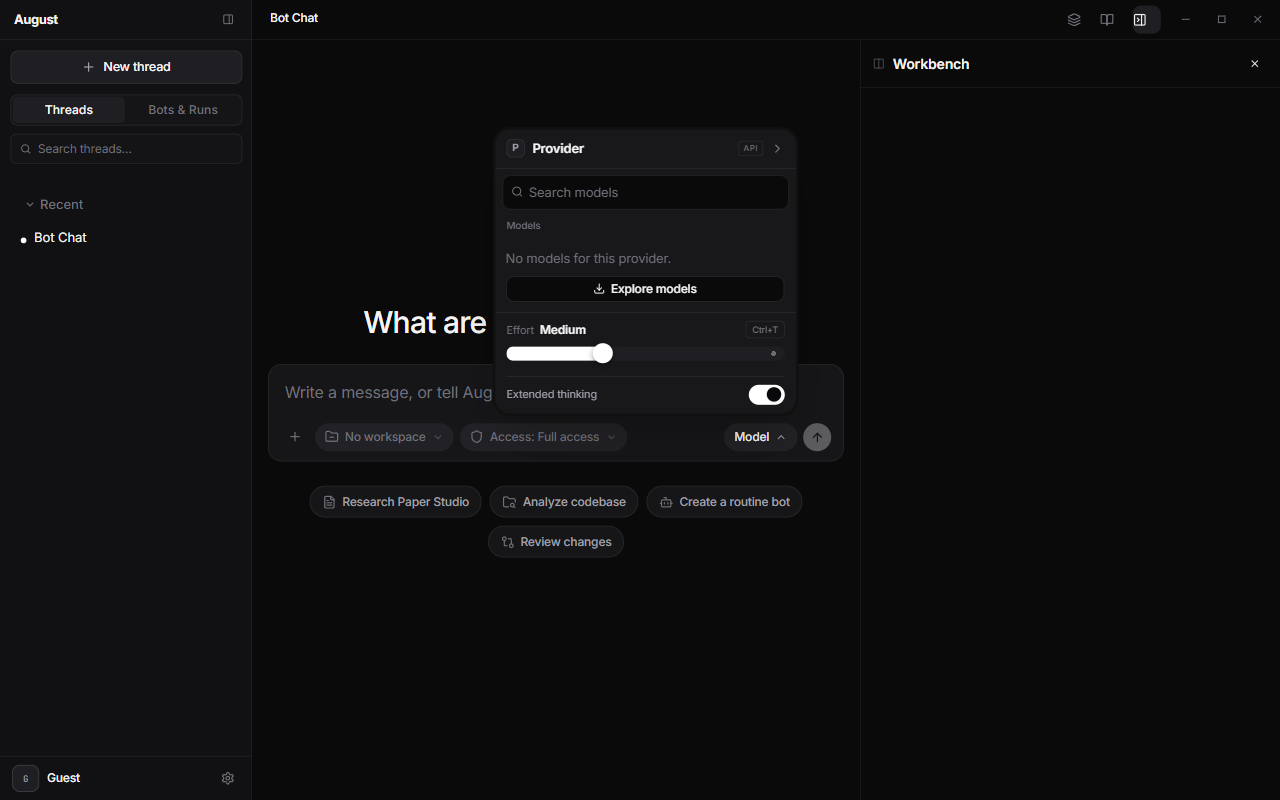 August
Bot Chat
New thread
Threads
Bots & Runs
Search threads...
Recent
Bot Chat
G
Guest
P
Provider
API
Search models
Models
No models for this provider.
Explore models
Effort Medium
Ctrl+T
Extended thinking
What are
Write a message, or tell Aug
No workspace
Access: Full access
Model
Research Paper Studio
Analyze codebase
Create a routine bot
Review changes
Workbench